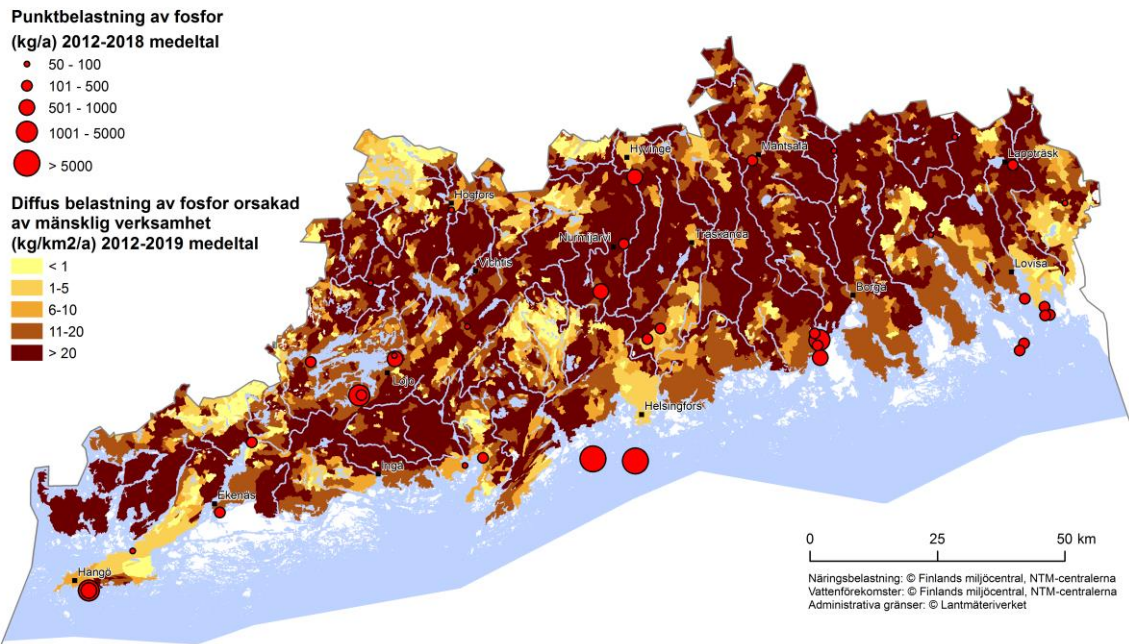 Punktbelastning av fosfor
(kg/a) 2012-2018 medeltal
50 - 100
101 - 500
501 - 1000
1001 - 5000
> 5000
Diffus belastning av fosfor orsakad
av mänsklig verksamhet
(kg/km2/a) 2012-2019 medeltal
< 1
1-5
6-10
11-20
> 20
Hyvinge
Mäntsälä
Lappträsk
Högfors
Nurmijärvi
Träskända
Vichtis
Lovisa
Borgå
Lojo
Helsingfors
Ingå
Ekenäs
Hangö
0 25 50 km
Näringsbelastning: © Finlands miljöcentral, NTM-centralerna
Vattenförekomster: © Finlands miljöcentral, NTM-centralerna
Administrativa gränser: © Lantmäteriverket